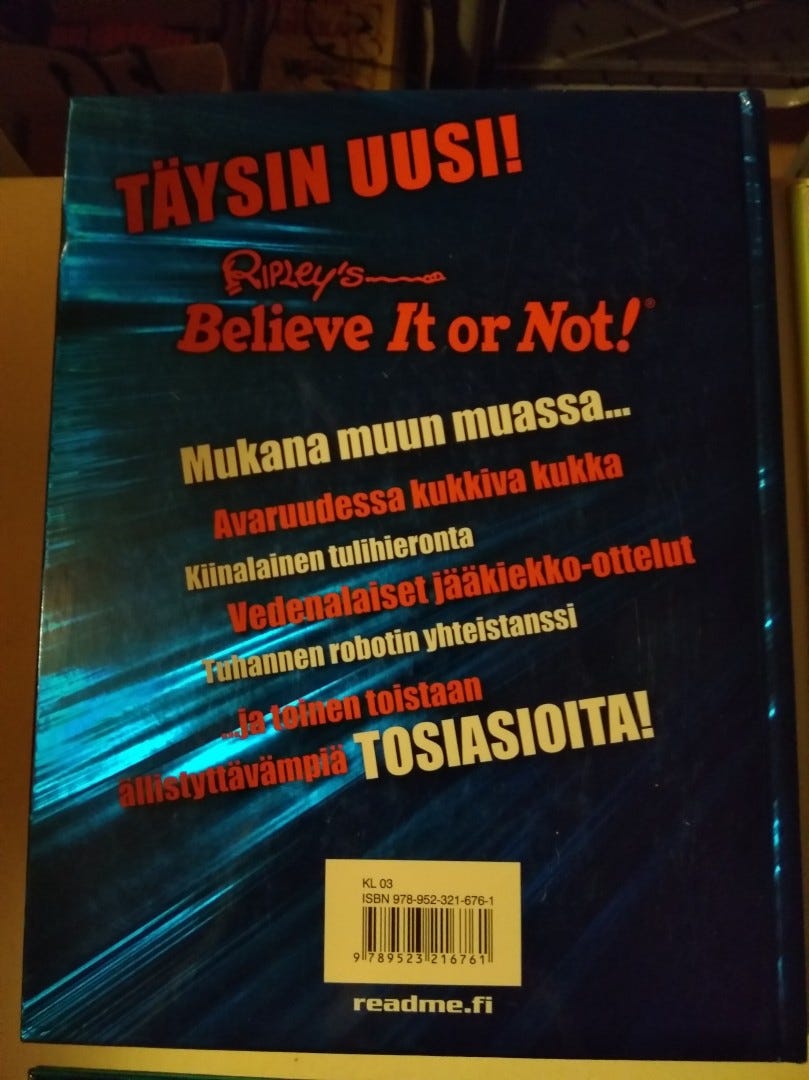 TÄYSIN UUSI!
RIPLEY'S
Believe It or Not!®
Mukana muun muassa...
Avaruudessa kukkiva kukka
Kiinalainen tulihieronta
Vedenalaiset jääkiekko-ottelut
Tuhannen robotin yhteistanssi
...ja toinen toistaan
ällistyttävämpiä TOSIASIOITA!
KL 03
ISBN 978-952-321-676-1
9 789523 216761
readme.fi